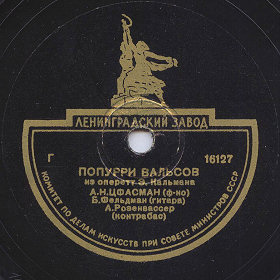 ЛЕНИНГРАДСКИЙ ЗАВОД
Г 16127
ПОПУРРИ ВАЛЬСОВ
из оперетт Э. Кальмана
А.Н.ЦФАСМАН (ф-но)
Б. Фельдман (гитара)
А. Розенвассер
(контрабас)
КОМИТЕТ ПО ДЕЛАМ ИСКУССТВ ПРИ СОВЕТЕ МИНИСТРОВ СССР